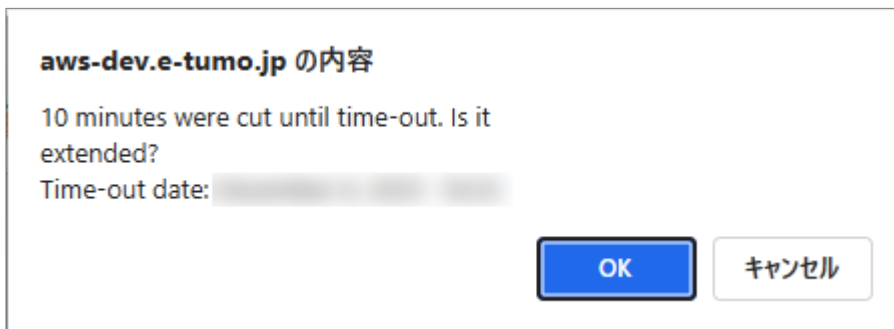 aws-dev.e-tumo.jp の内容
10 minutes were cut until time-out. Is it
extended?
Time-out date:
OK
キャンセル